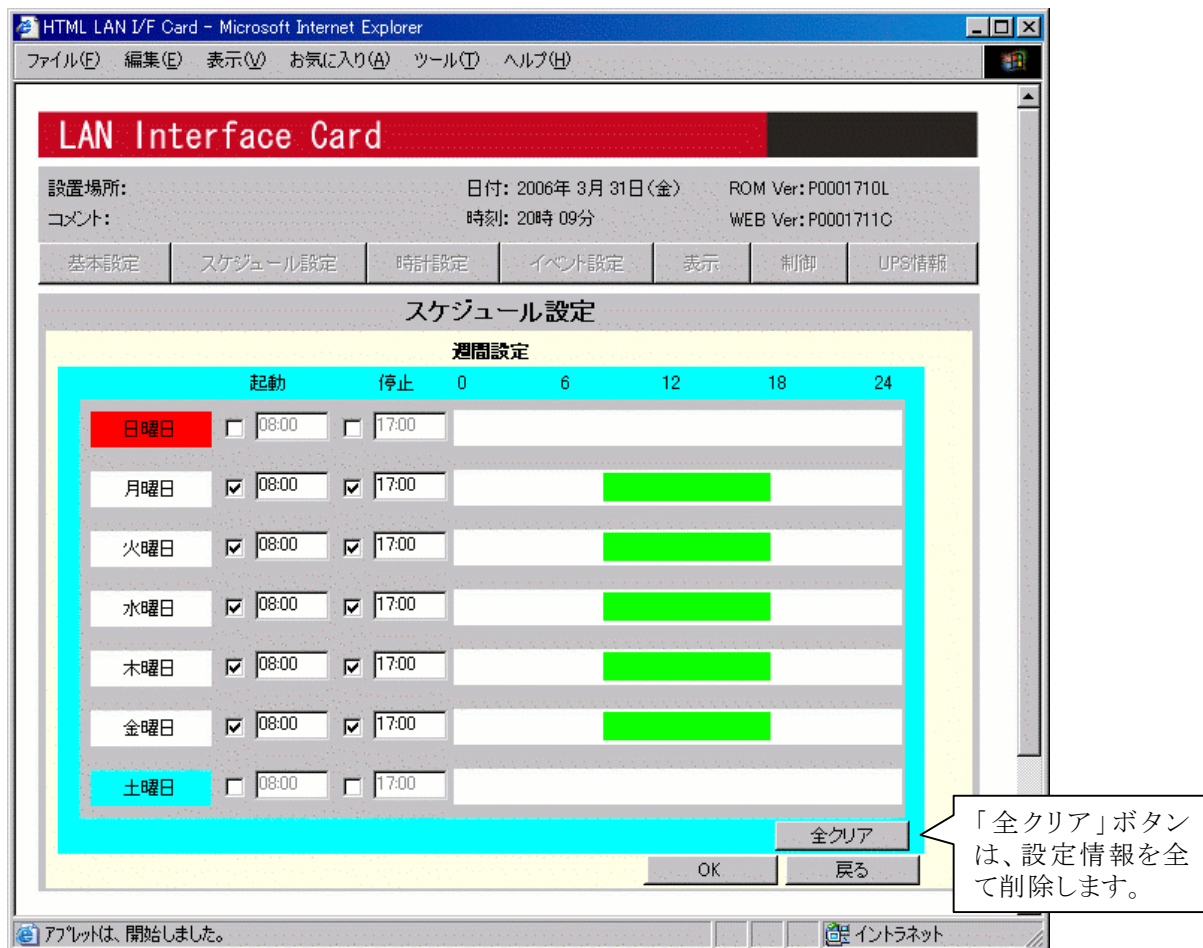 HTML LAN I/F Card - Microsoft Internet Explorer
ファイル(F) 編集(E) 表示(V) お気に入り(A) ツール(T) ヘルプ(H)
LAN Interface Card
設置場所: 日付: 2006年 3月 31日(金) ROM Ver: P0001710L
コメント: 時刻: 20時 09分 WEB Ver: P0001711C
基本設定 スケジュール設定 時計設定 イベント設定 表示 制御 UPS情報
スケジュール設定
週間設定
起動 停止 0 6 12 18 24
日曜日 08:00 17:00
月曜日 08:00 17:00
火曜日 08:00 17:00
水曜日 08:00 17:00
木曜日 08:00 17:00
金曜日 08:00 17:00
土曜日 08:00 17:00
全クリア
OK 戻る
「全クリア」ボタン
は、設定情報を全
て削除します。
アプレットは、開始しました。 イントラネット